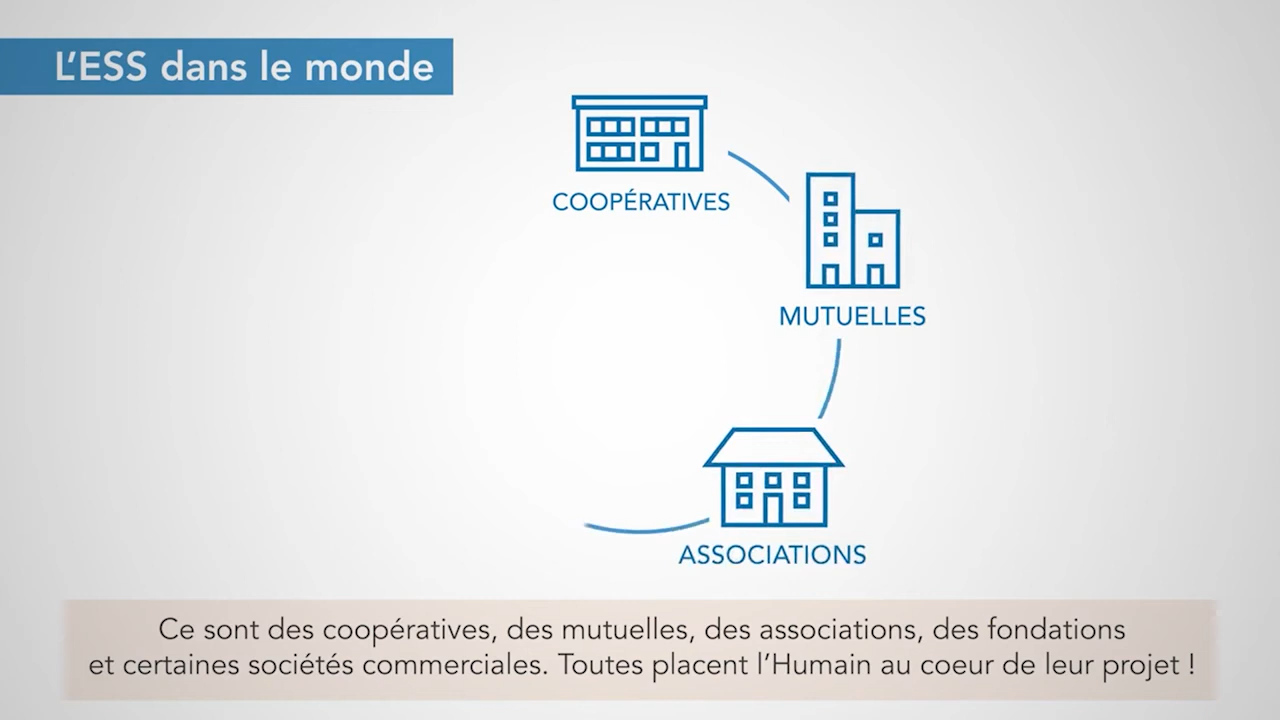 L’ESS dans le monde
COOPÉRATIVES
MUTUELLES
ASSOCIATIONS
Ce sont des coopératives, des mutuelles, des associations, des fondations
et certaines sociétés commerciales. Toutes placent l’Humain au coeur de leur projet !